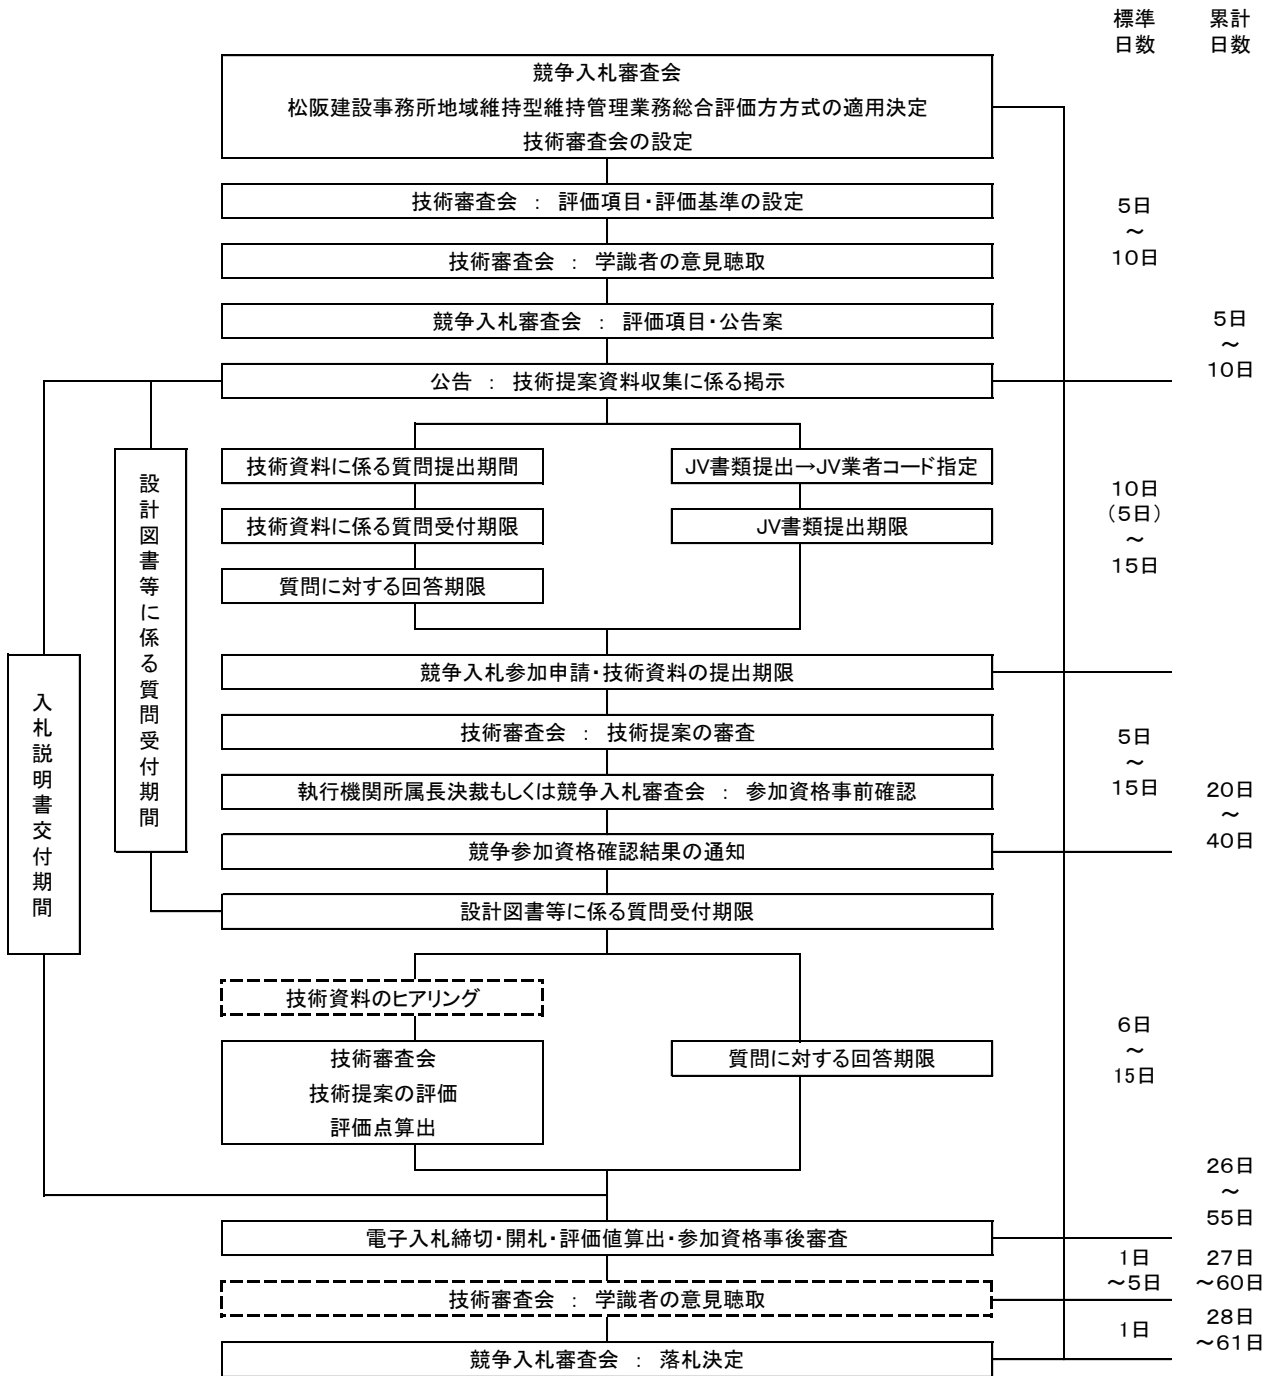 標準
日数
累計
日数
競争入札審査会
松阪建設事務所地域維持型維持管理業務総合評価方方式の適用決定
技術審査会の設定
技術審査会 : 評価項目・評価基準の設定
5日
~
10日
技術審査会 : 学識者の意見聴取
競争入札審査会 : 評価項目・公告案
5日
~
10日
公告 : 技術提案資料収集に係る掲示
技術資料に係る質問提出期間
JV書類提出→JV業者コード指定
技術資料に係る質問受付期限
JV書類提出期限
質問に対する回答期限
10日
(5日)
~
15日
設計図書等に係る質問受付期間
入札説明書交付期間
競争入札参加申請・技術資料の提出期限
技術審査会 : 技術提案の審査
5日
~
15日
執行機関所属長決裁もしくは競争入札審査会 : 参加資格事前確認
20日
~
40日
競争参加資格確認結果の通知
設計図書等に係る質問受付期限
技術資料のヒアリング
技術審査会
技術提案の評価
評価点算出
質問に対する回答期限
6日
~
15日
26日
~
55日
電子入札締切・開札・評価値算出・参加資格事後審査
1日
~5日
27日
~60日
技術審査会 : 学識者の意見聴取
1日
28日
~61日
競争入札審査会 : 落札決定